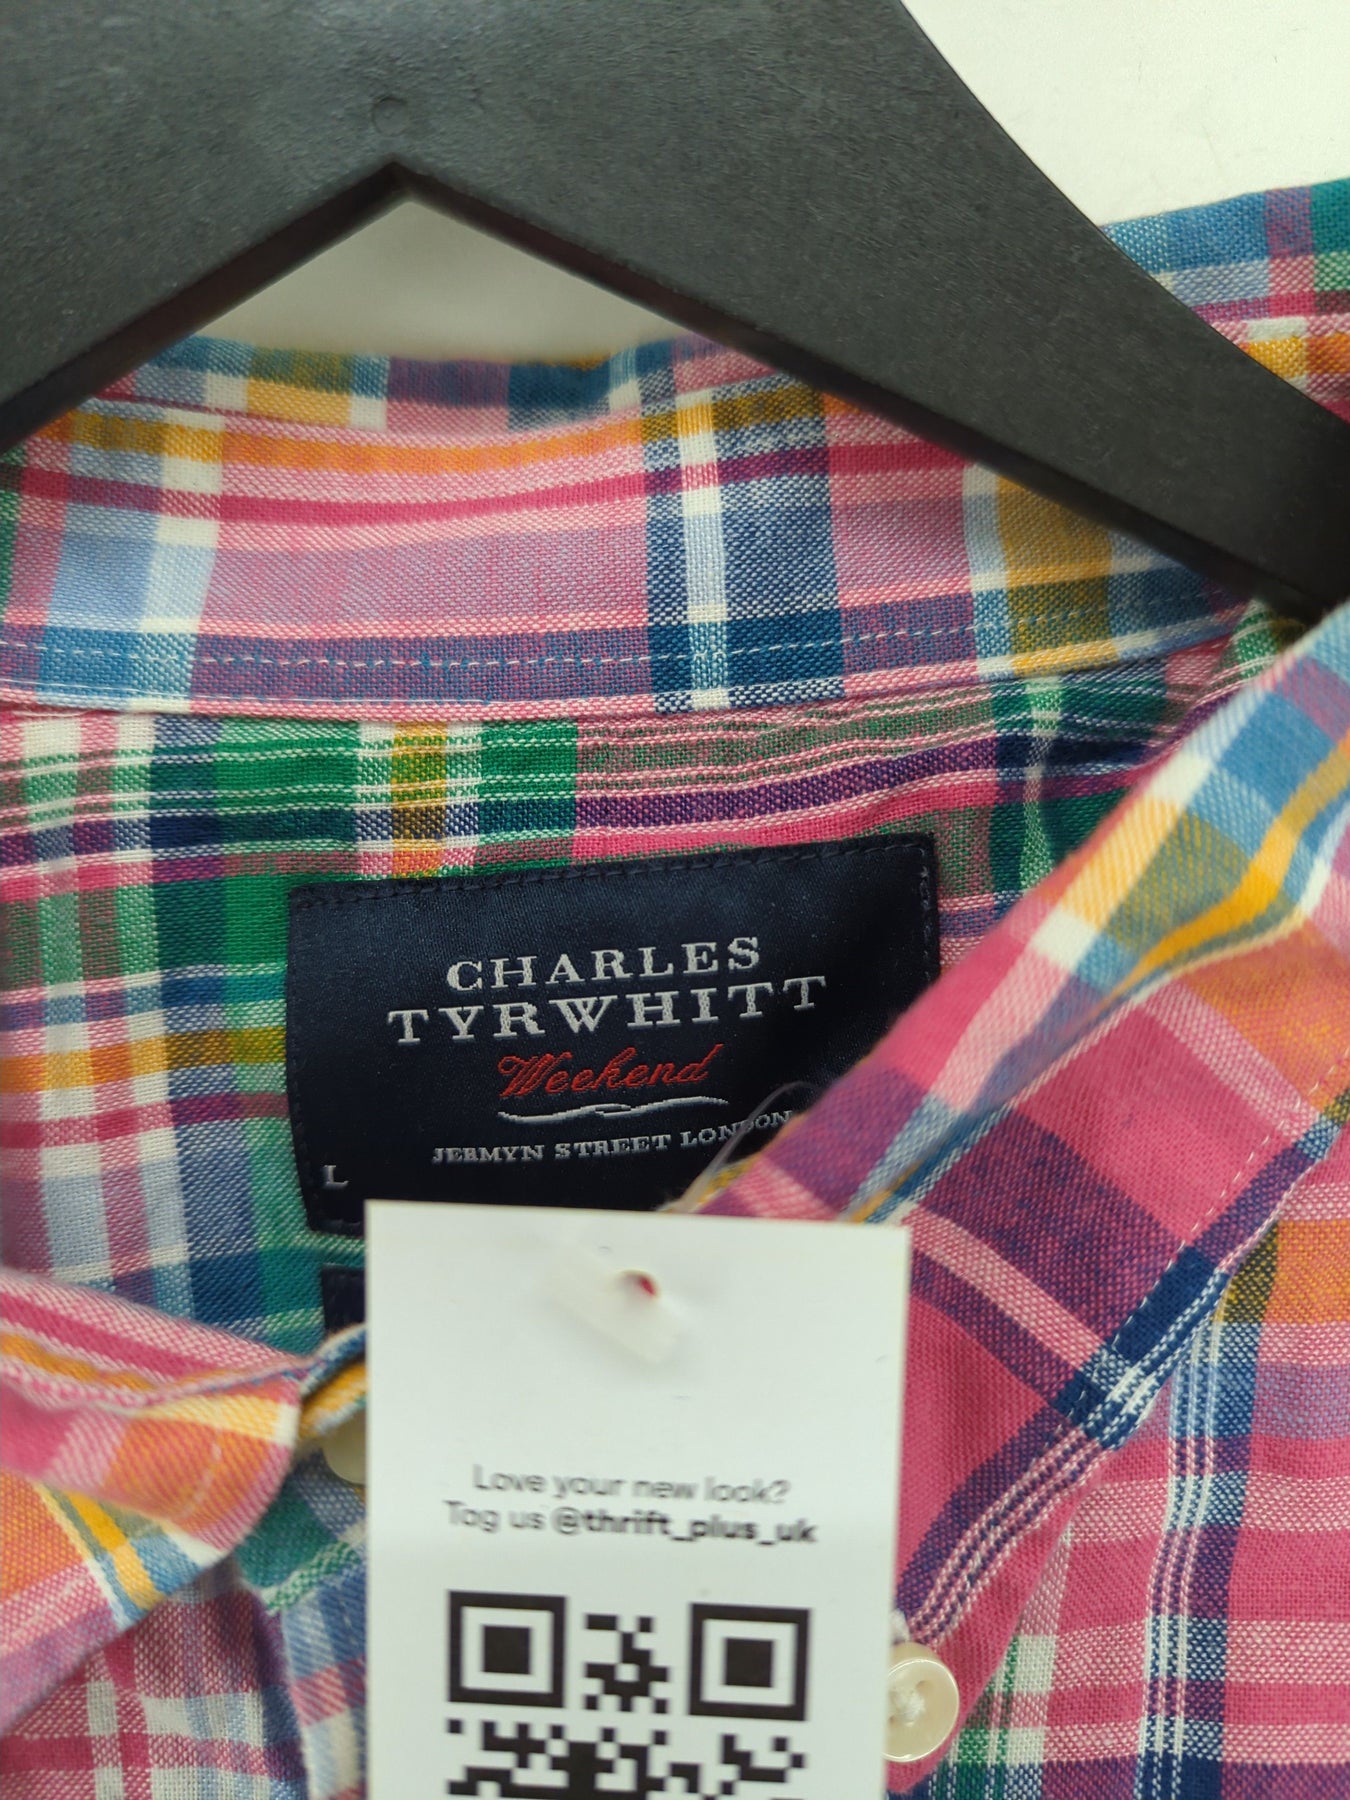 CHARLES
TYRWHITT
Weekend
JERMYN STREET LONDON
L
Love your new look?
Tag us @thrift_plus_uk